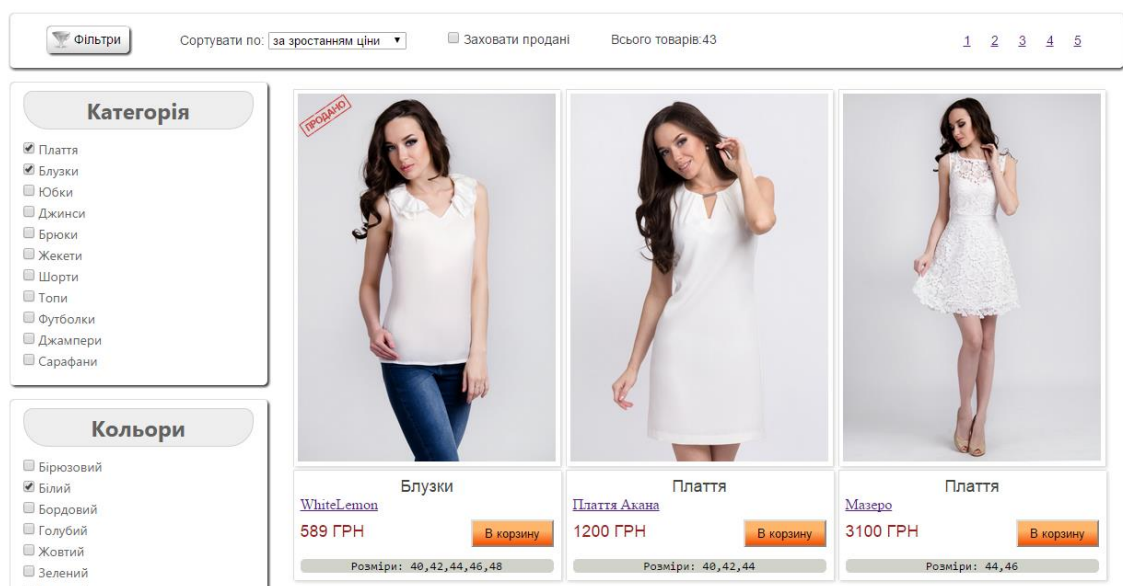 Фільтри
Сортувати по: за зростанням ціни
Заховати продані
Всього товарів:43
1 2 3 4 5
Категорія
Плаття
Блузки
Юбки
Джинси
Брюки
Жекети
Шорти
Топи
Футболки
Джампери
Сарафани
Кольори
Бірюзовий
Білий
Бордовий
Голубий
Жовтий
Зелений
ПРОДАНО
Блузки
WhiteLemon
589 ГРН
В корзину
Розміри: 40,42,44,46,48
Плаття
Плаття Акана
1200 ГРН
В корзину
Розміри: 40,42,44
Плаття
Мазеро
3100 ГРН
В корзину
Розміри: 44,46